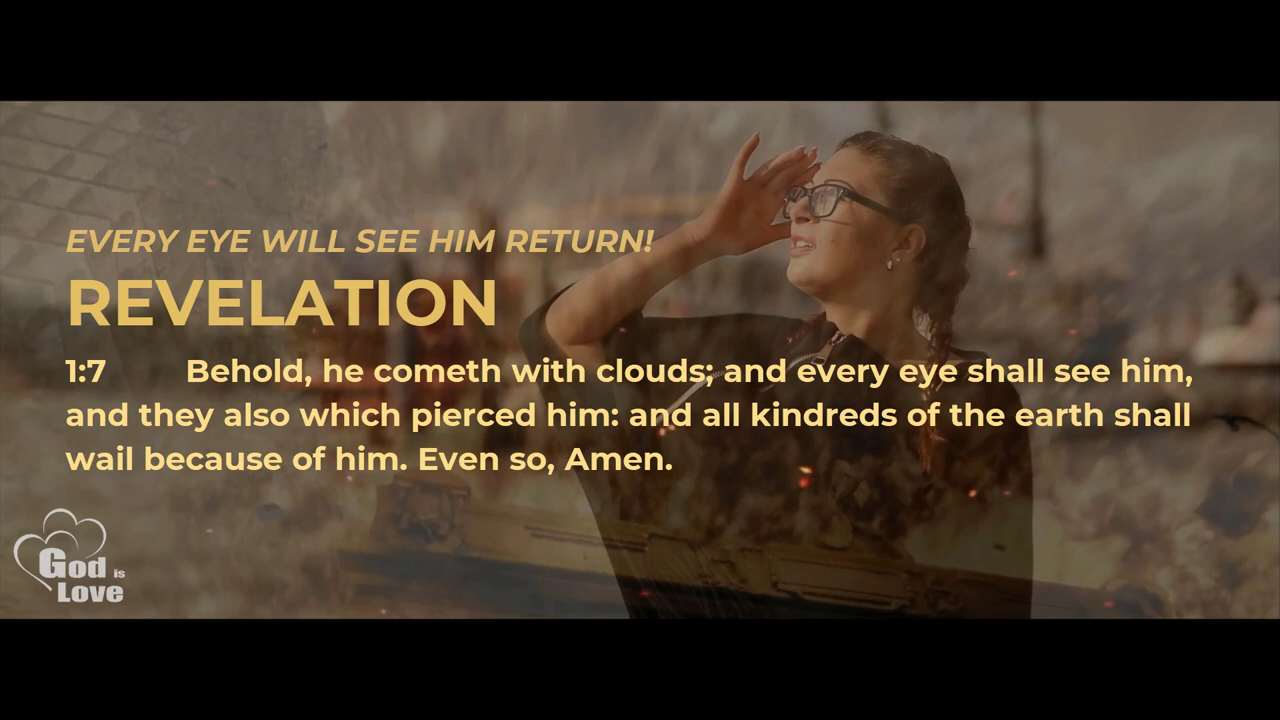 EVERY EYE WILL SEE HIM RETURN!
REVELATION
1:7 Behold, he cometh with clouds; and every eye shall see him,
and they also which pierced him: and all kindreds of the earth shall
wail because of him. Even so, Amen.
God is
Love